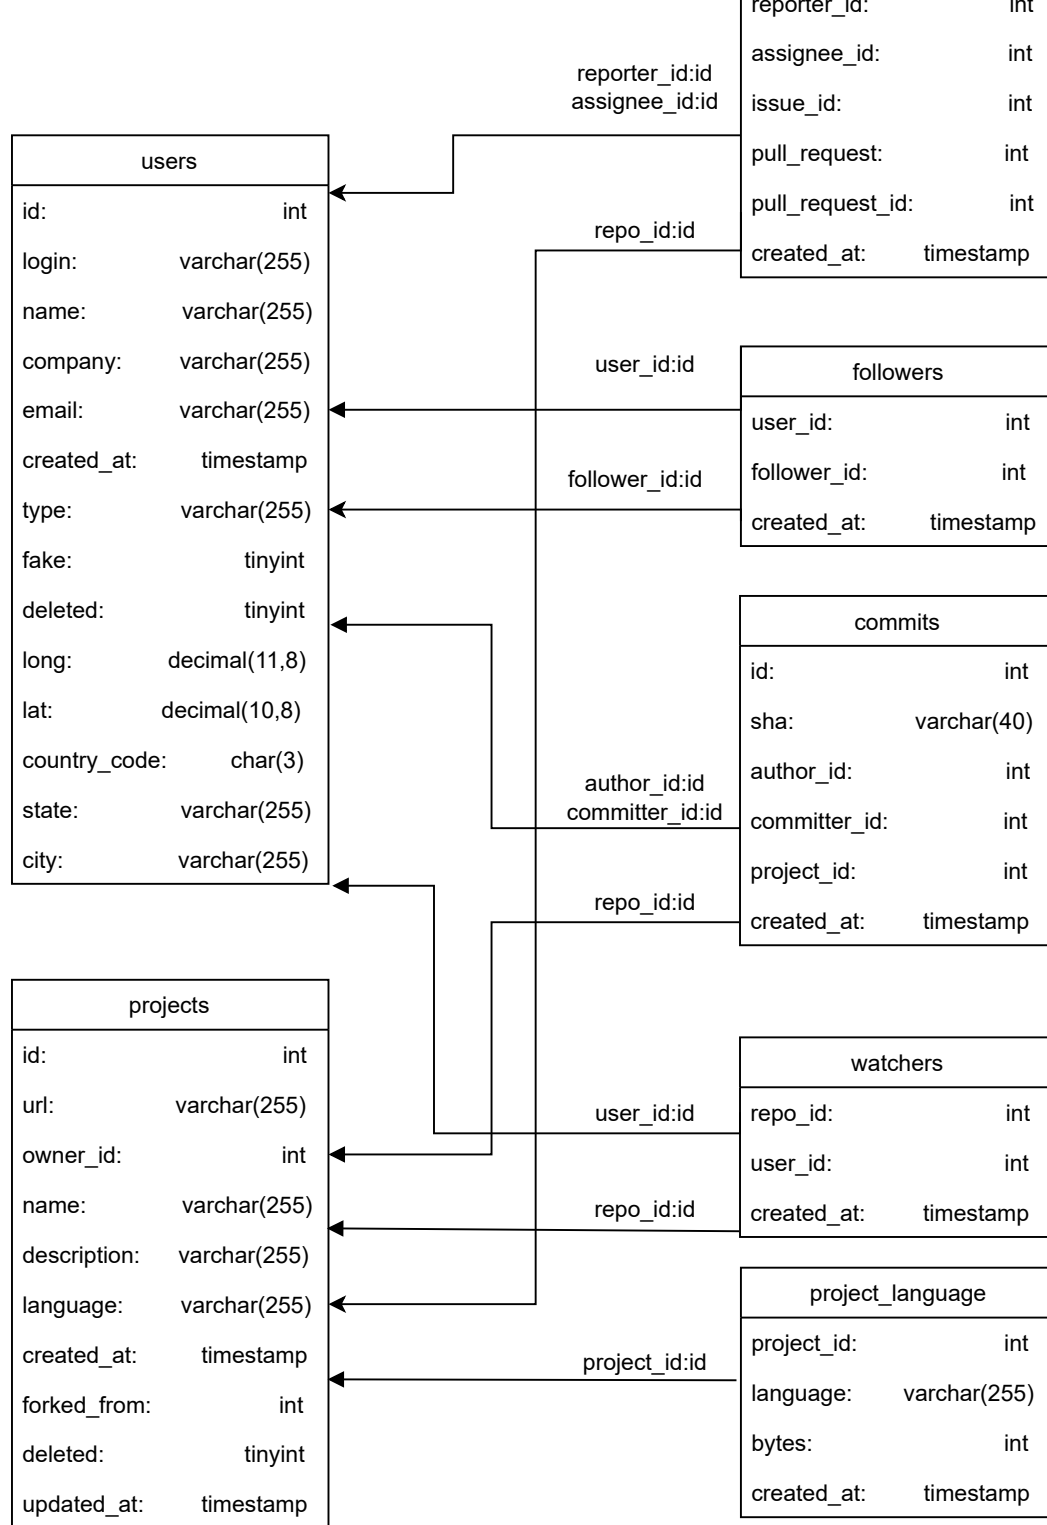 reporter_id: int
assignee_id: int
issue_id: int
pull_request: int
pull_request_id: int
created_at: timestamp
reporter_id:id
assignee_id:id
repo_id:id
users
id: int
login: varchar(255)
name: varchar(255)
company: varchar(255)
email: varchar(255)
created_at: timestamp
type: varchar(255)
fake: tinyint
deleted: tinyint
long: decimal(11,8)
lat: decimal(10,8)
country_code: char(3)
state: varchar(255)
city: varchar(255)
user_id:id
follower_id:id
followers
user_id: int
follower_id: int
created_at: timestamp
author_id:id
committer_id:id
repo_id:id
commits
id: int
sha: varchar(40)
author_id: int
committer_id: int
project_id: int
created_at: timestamp
projects
id: int
url: varchar(255)
owner_id: int
name: varchar(255)
description: varchar(255)
language: varchar(255)
created_at: timestamp
forked_from: int
deleted: tinyint
updated_at: timestamp
user_id:id
repo_id:id
watchers
repo_id: int
user_id: int
created_at: timestamp
project_id:id
project_language
project_id: int
language: varchar(255)
bytes: int
created_at: timestamp